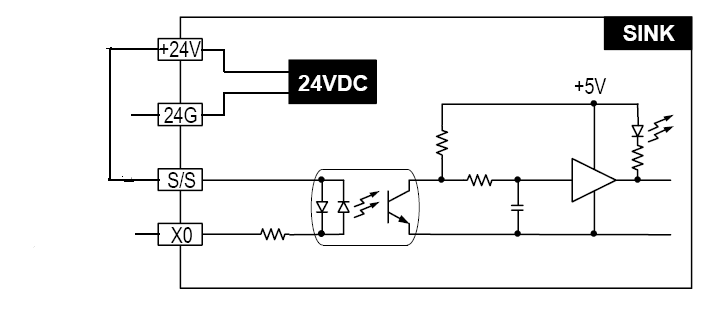 SINK
+24V
24VDC
+5V
24G
S/S
X0